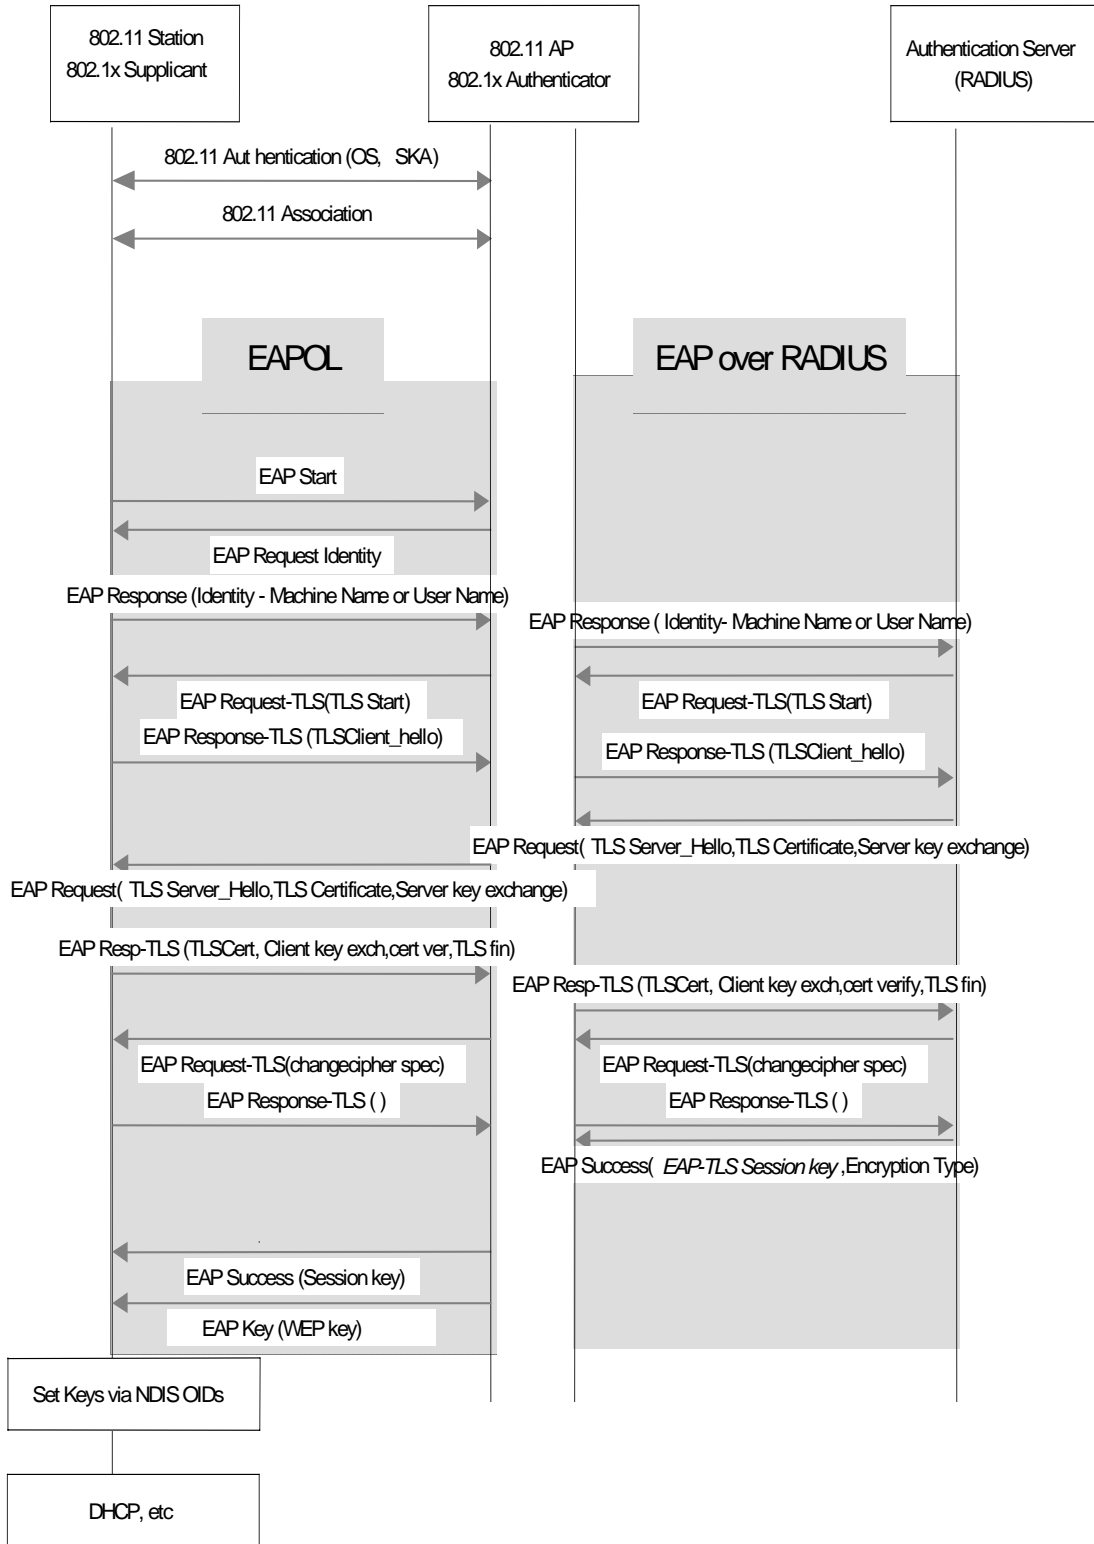 802.11 Station
802.1x Supplicant
802.11 AP
802.1x Authenticator
Authentication Server
(RADIUS)
802.11 Aut hentication (OS, SKA)
802.11 Association
EAPOL
EAP over RADIUS
EAP Start
EAP Request Identity
EAP Response (Identity - Machine Name or User Name)
EAP Response ( Identity- Machine Name or User Name)
EAP Request-TLS(TLS Start)
EAP Request-TLS(TLS Start)
EAP Response-TLS (TLSClient_hello)
EAP Response-TLS (TLSClient_hello)
EAP Request( TLS Server_Hello,TLS Certificate,Server key exchange)
EAP Request( TLS Server_Hello,TLS Certificate,Server key exchange)
EAP Resp-TLS (TLSCert, Client key exch,cert ver,TLS fin)
EAP Resp-TLS (TLSCert, Client key exch,cert verify,TLS fin)
EAP Request-TLS(changecipher spec)
EAP Request-TLS(changecipher spec)
EAP Response-TLS ( )
EAP Response-TLS ( )
EAP Success( EAP-TLS Session key ,Encryption Type)
EAP Success (Session key)
EAP Key (WEP key)
Set Keys via NDIS OIDs
DHCP, etc